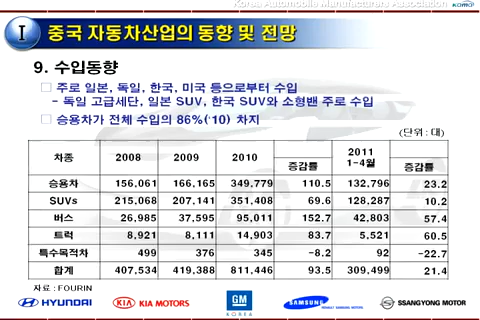 Korea Automobile Manufacturers Association KAMA
I 중국 자동차산업의 동향 및 전망
9. 수입동향
□ 주로 일본, 독일, 한국, 미국 등으로부터 수입
- 독일 고급세단, 일본 SUV, 한국 SUV와 소형밴 주로 수입
□ 승용차가 전체 수입의 86%('10) 차지
(단위 : 대)
차종 2008 2009 2010 증감률 2011 1-4월 증감률
승용차 156,061 166,165 349,779 110.5 132,796 23.2
SUVs 215,068 207,141 351,408 69.6 128,287 10.2
버스 26,985 37,595 95,011 152.7 42,803 57.4
트럭 8,921 8,111 14,903 83.7 5,521 60.5
특수목적차 499 376 345 -8.2 92 -22.7
합계 407,534 419,388 811,446 93.5 309,499 21.4
자료 : FOURIN
HYUNDAI KIA KIA MOTORS GM KOREA SAMSUNG RENAULT SAMSUNG MOTORS SSANGYONG MOTOR